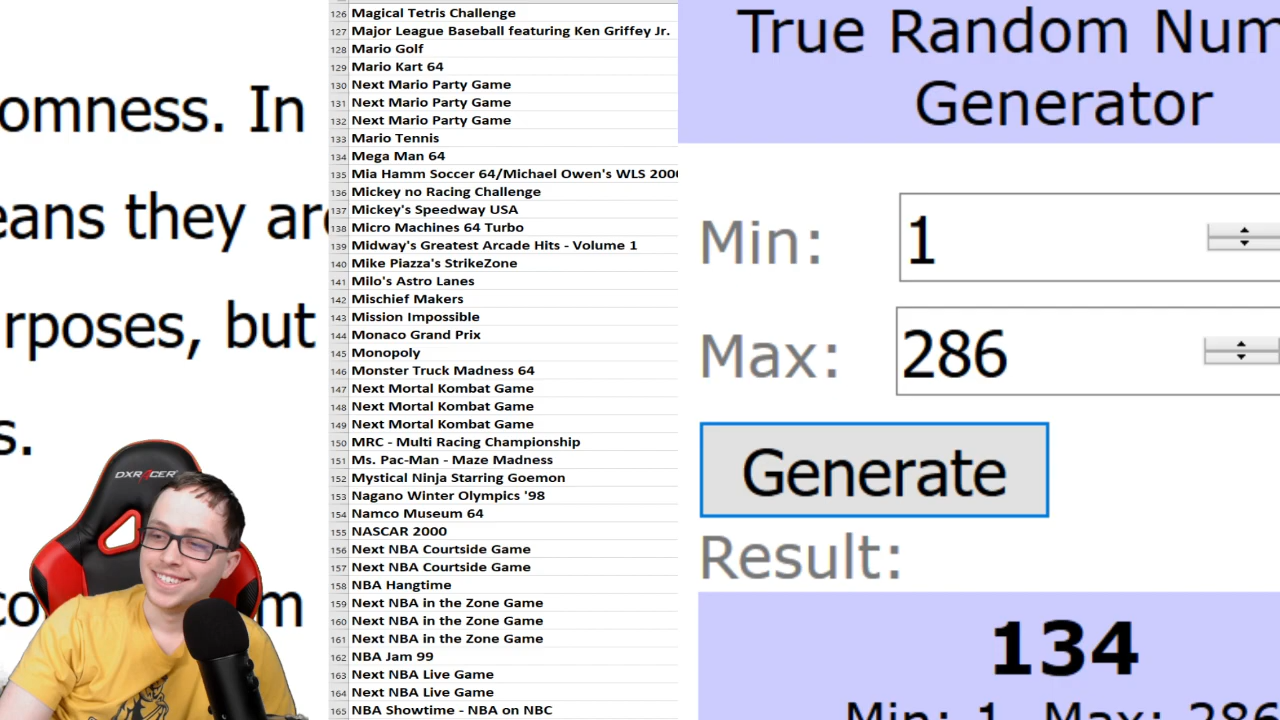 omness. In
eans they are
rposes, but
s.
co m
DXRACER
126 Magical Tetris Challenge
127 Major League Baseball featuring Ken Griffey Jr.
128 Mario Golf
129 Mario Kart 64
130 Next Mario Party Game
131 Next Mario Party Game
132 Next Mario Party Game
133 Mario Tennis
134 Mega Man 64
135 Mia Hamm Soccer 64/Michael Owen's WLS 2000
136 Mickey no Racing Challenge
137 Mickey's Speedway USA
138 Micro Machines 64 Turbo
139 Midway's Greatest Arcade Hits - Volume 1
140 Mike Piazza's StrikeZone
141 Milo's Astro Lanes
142 Mischief Makers
143 Mission Impossible
144 Monaco Grand Prix
145 Monopoly
146 Monster Truck Madness 64
147 Next Mortal Kombat Game
148 Next Mortal Kombat Game
149 Next Mortal Kombat Game
150 MRC - Multi Racing Championship
151 Ms. Pac-Man - Maze Madness
152 Mystical Ninja Starring Goemon
153 Nagano Winter Olympics '98
154 Namco Museum 64
155 NASCAR 2000
156 Next NBA Courtside Game
157 Next NBA Courtside Game
158 NBA Hangtime
159 Next NBA in the Zone Game
160 Next NBA in the Zone Game
161 Next NBA in the Zone Game
162 NBA Jam 99
163 Next NBA Live Game
164 Next NBA Live Game
165 NBA Showtime - NBA on NBC
True Random Num
Generator
Min: 1
Max: 286
Generate
Result:
134
Min: 1, Max: 286